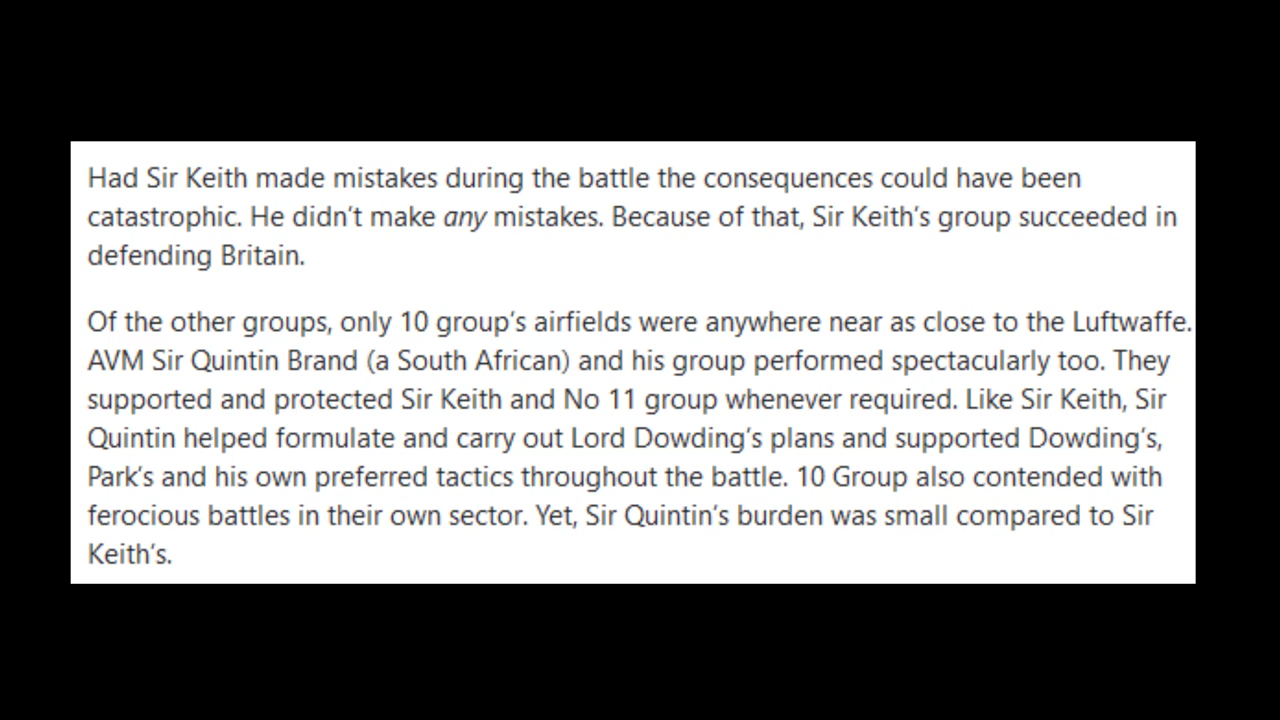 Had Sir Keith made mistakes during the battle the consequences could have been
catastrophic. He didn’t make any mistakes. Because of that, Sir Keith’s group succeeded in
defending Britain.
Of the other groups, only 10 group’s airfields were anywhere near as close to the Luftwaffe.
AVM Sir Quintin Brand (a South African) and his group performed spectacularly too. They
supported and protected Sir Keith and No 11 group whenever required. Like Sir Keith, Sir
Quintin helped formulate and carry out Lord Dowding’s plans and supported Dowding’s,
Park’s and his own preferred tactics throughout the battle. 10 Group also contended with
ferocious battles in their own sector. Yet, Sir Quintin’s burden was small compared to Sir
Keith’s.